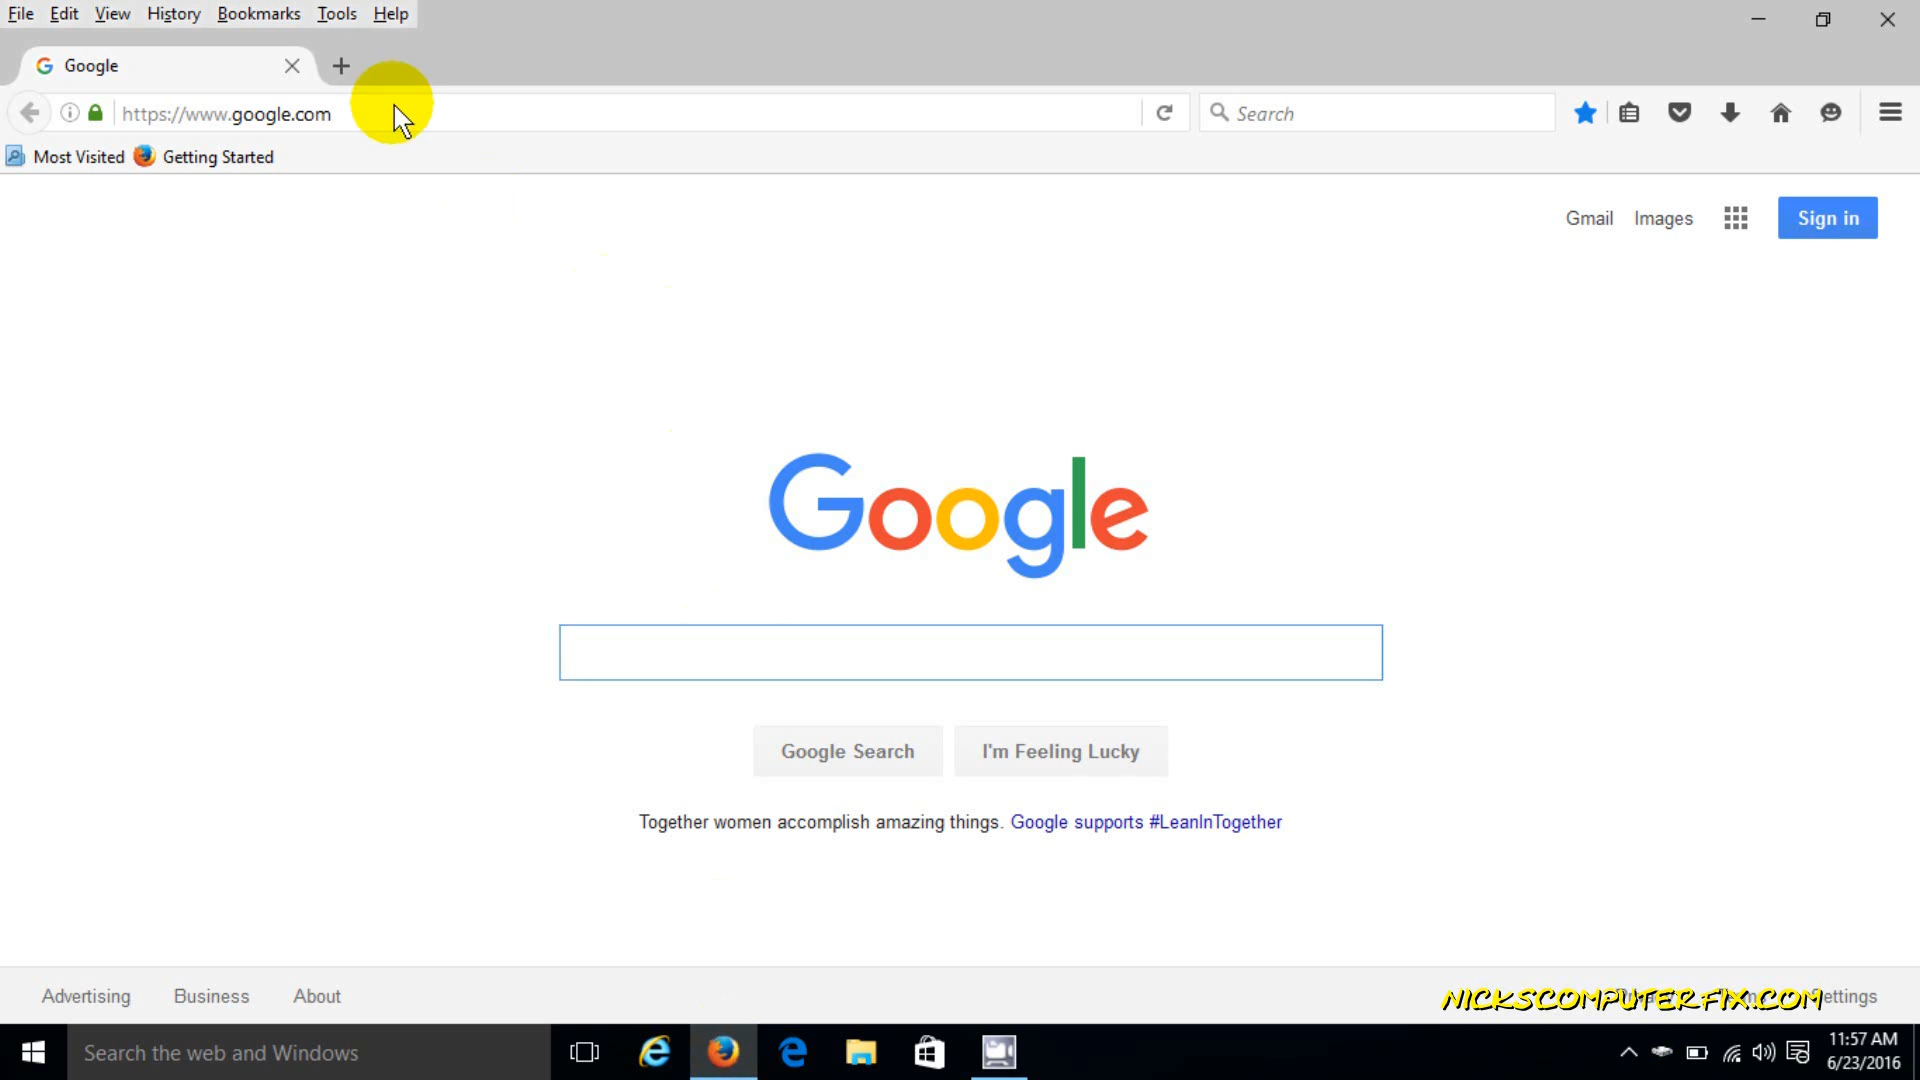 File Edit View History Bookmarks Tools Help
Google
https://www.google.com
Search
Most Visited Getting Started
Gmail Images Sign in
Google
Google Search I'm Feeling Lucky
Together women accomplish amazing things. Google supports #LeanInTogether
Advertising Business About
NICKSCOMPUTERFIX.COM
Settings
Search the web and Windows
11:57 AM
6/23/2016